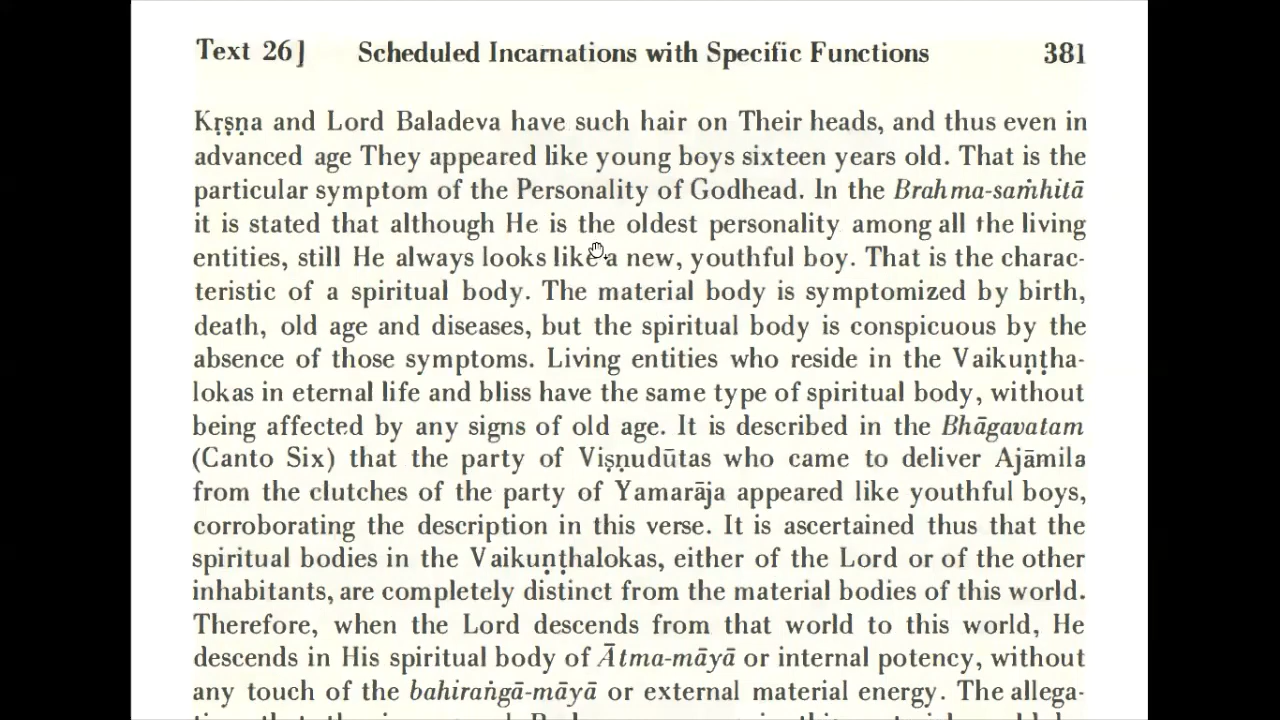 Text 26] Scheduled Incarnations with Specific Functions 381
Kṛṣṇa and Lord Baladeva have such hair on Their heads, and thus even in
advanced age They appeared like young boys sixteen years old. That is the
particular symptom of the Personality of Godhead. In the Brahma-saṁhitā
it is stated that although He is the oldest personality among all the living
entities, still He always looks like a new, youthful boy. That is the charac-
teristic of a spiritual body. The material body is symptomized by birth,
death, old age and diseases, but the spiritual body is conspicuous by the
absence of those symptoms. Living entities who reside in the Vaikuṇṭha-
lokas in eternal life and bliss have the same type of spiritual body, without
being affected by any signs of old age. It is described in the Bhāgavatam
(Canto Six) that the party of Viṣṇudūtas who came to deliver Ajāmila
from the clutches of the party of Yamarāja appeared like youthful boys,
corroborating the description in this verse. It is ascertained thus that the
spiritual bodies in the Vaikuṇṭhalokas, either of the Lord or of the other
inhabitants, are completely distinct from the material bodies of this world.
Therefore, when the Lord descends from that world to this world, He
descends in His spiritual body of Ātma-māyā or internal potency, without
any touch of the bahiraṅgā-māyā or external material energy. The allega-